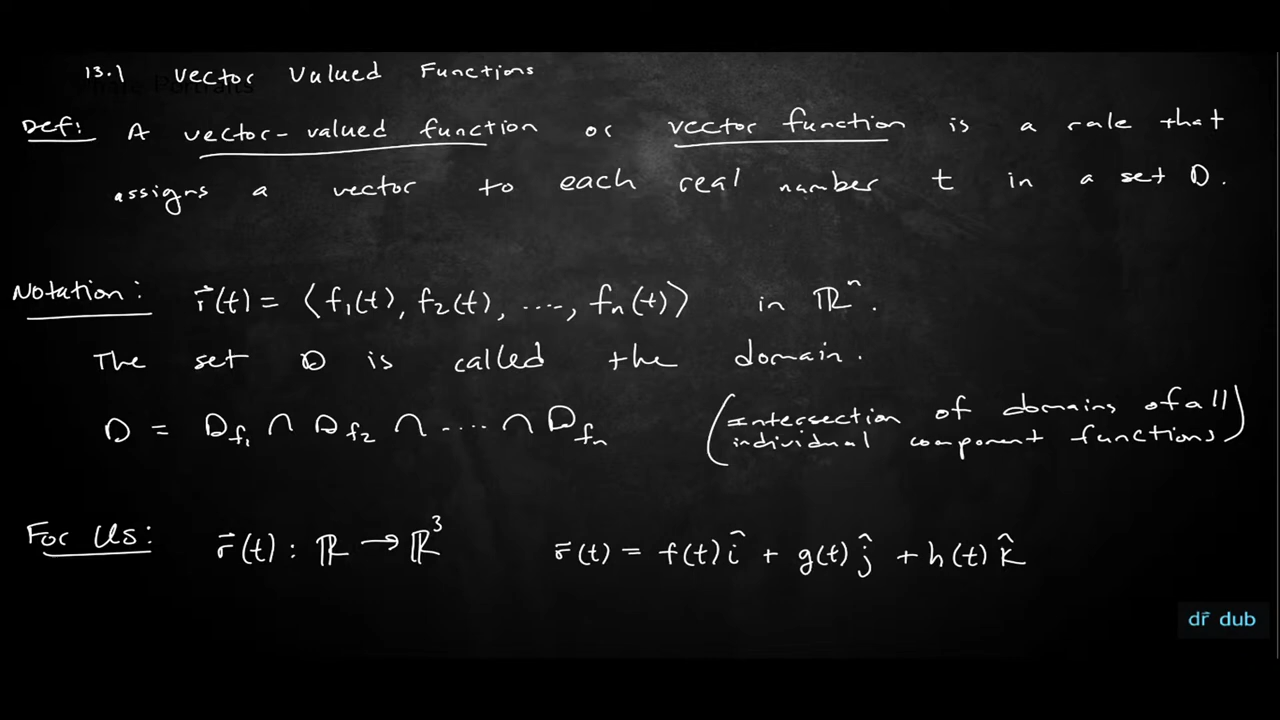 13.1 Vector Valued Functions
Def: A vector-valued function or vector function is a rule that
assigns a vector to each real number t in a set D.
Notation: r⃗(t) = ⟨f₁(t), f₂(t), ...., fₙ(t)⟩ in ℝⁿ.
The set D is called the domain.
D = D_f₁ ∩ D_f₂ ∩ .... ∩ D_fₙ (Intersection of domains of all
individual component functions)
For Us: r⃗(t) : ℝ → ℝ³ r⃗(t) = f(t) î + g(t) ĵ + h(t) k̂
dr⃗ dub